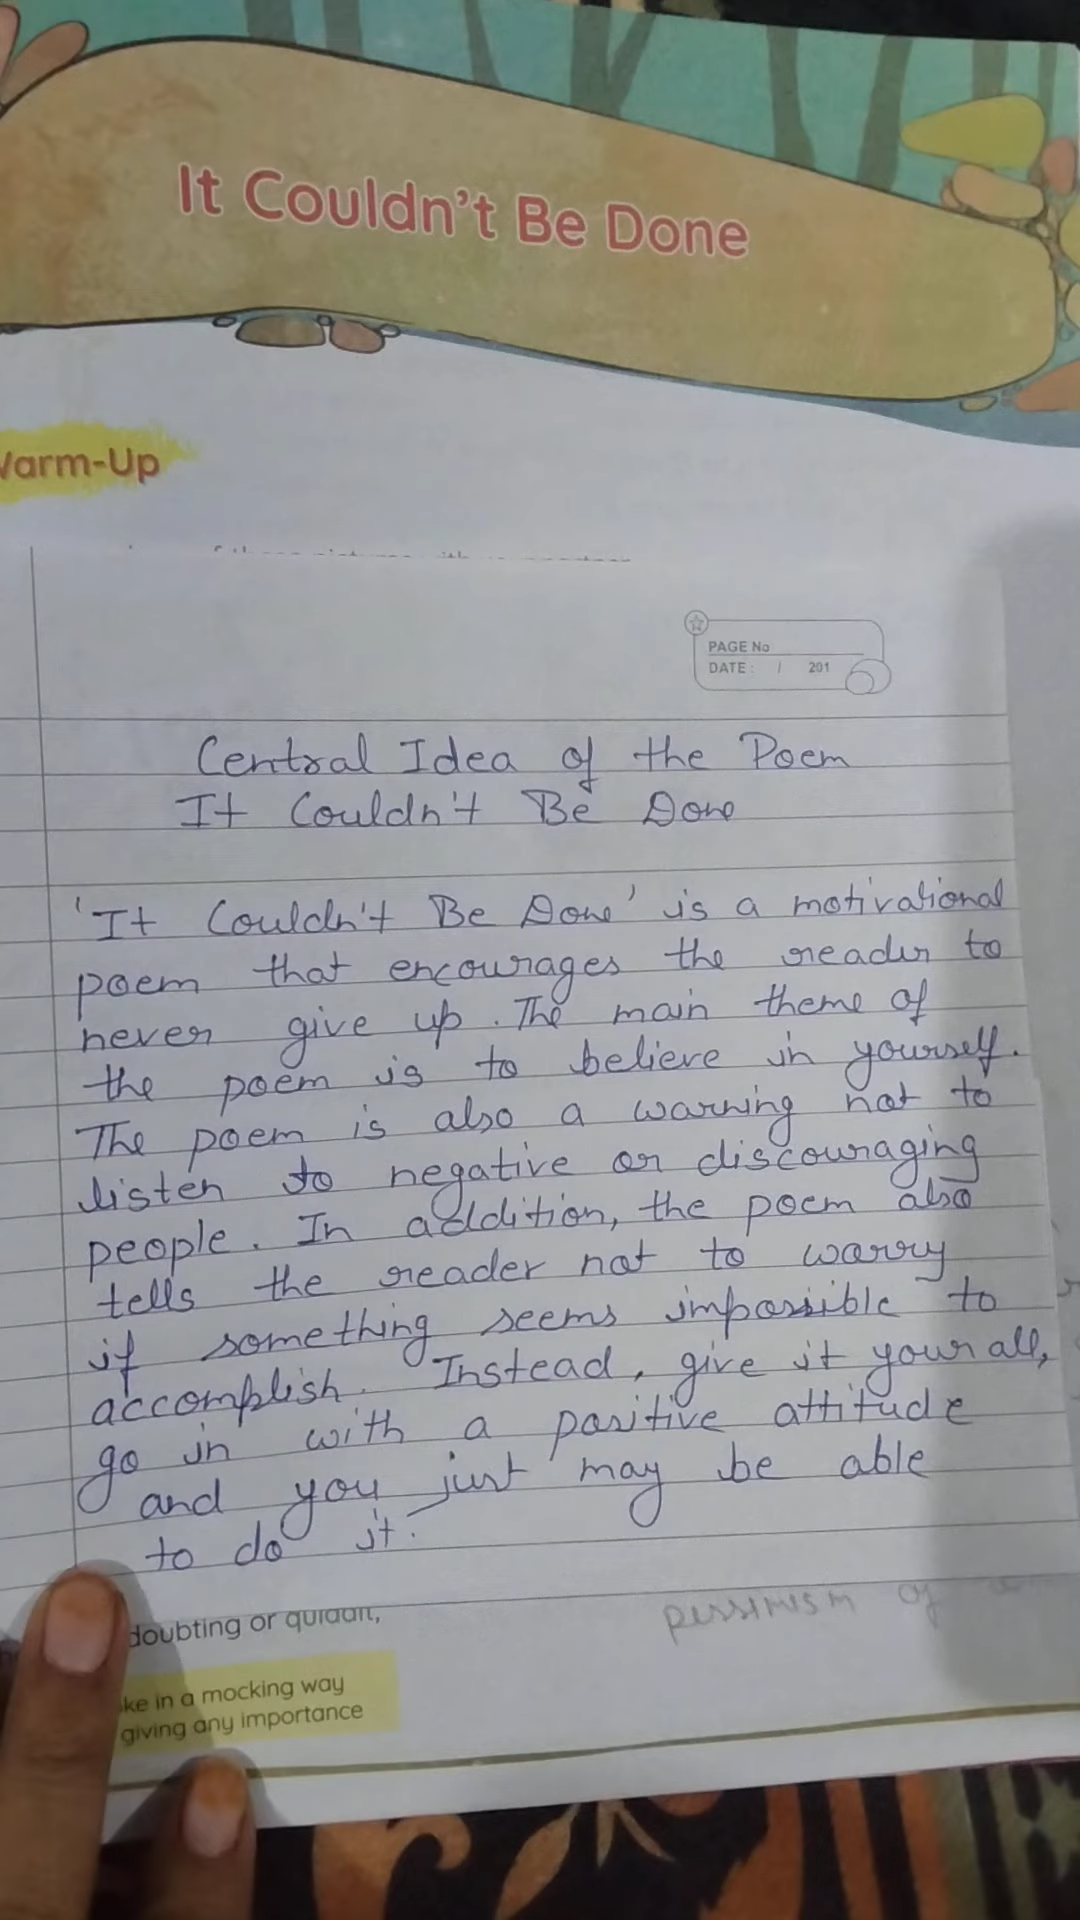 It Couldn't Be Done
Warm-Up
PAGE No
DATE: / 201
Central Idea of the Poem
It Couldn't Be Done
'It Couldn't Be Done' is a motivational
poem that encourages the reader to
never give up. The main theme of
the poem is to believe in yourself.
The poem is also a warning not to
listen to negative or discouraging
people. In addition, the poem also
tells the reader not to warry
if something seems impossible to
accomplish. Instead, give it your all,
go in with a positive attitude
and you just may be able
to do it.
doubting or
pessimism of
ke in a mocking way
giving any importance